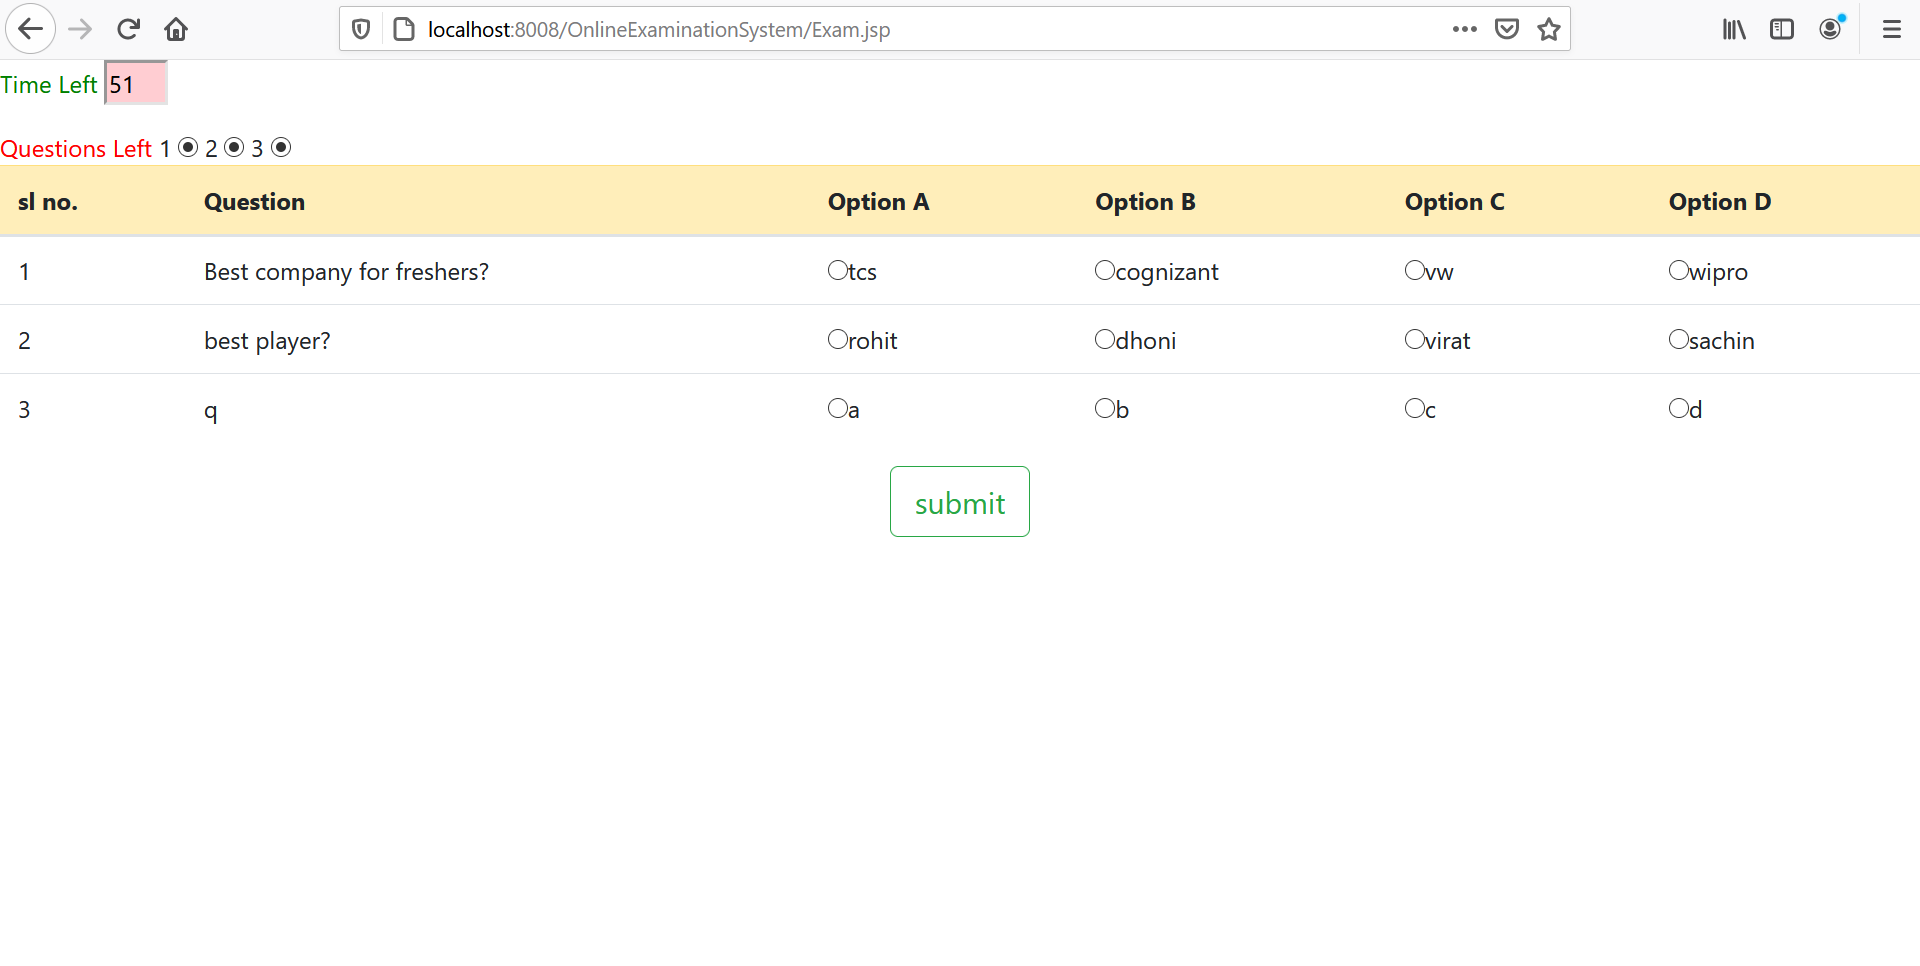 localhost:8008/OnlineExaminationSystem/Exam.jsp
Time Left 51
Questions Left 1 2 3
sl no. Question Option A Option B Option C Option D
1 Best company for freshers? tcs cognizant vw wipro
2 best player? rohit dhoni virat sachin
3 q a b c d
submit